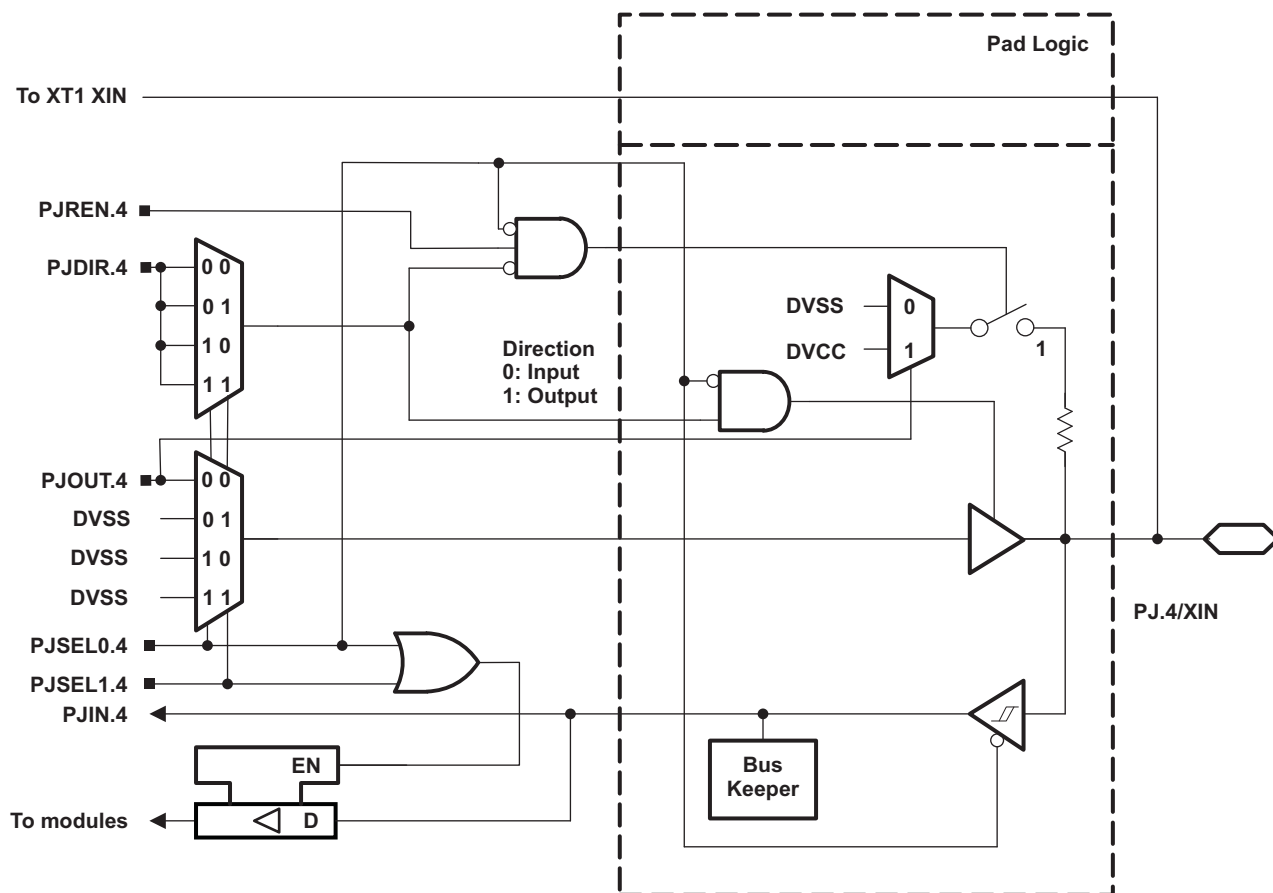 Pad Logic
To XT1 XIN
PJREN.4
PJDIR.4
0 0
0 1
1 0
1 1
Direction
0: Input
1: Output
DVSS
0
DVCC
1
1
PJOUT.4
0 0
DVSS
0 1
DVSS
1 0
DVSS
1 1
PJ.4/XIN
PJSEL0.4
PJSEL1.4
PJIN.4
EN
Bus
Keeper
To modules
D